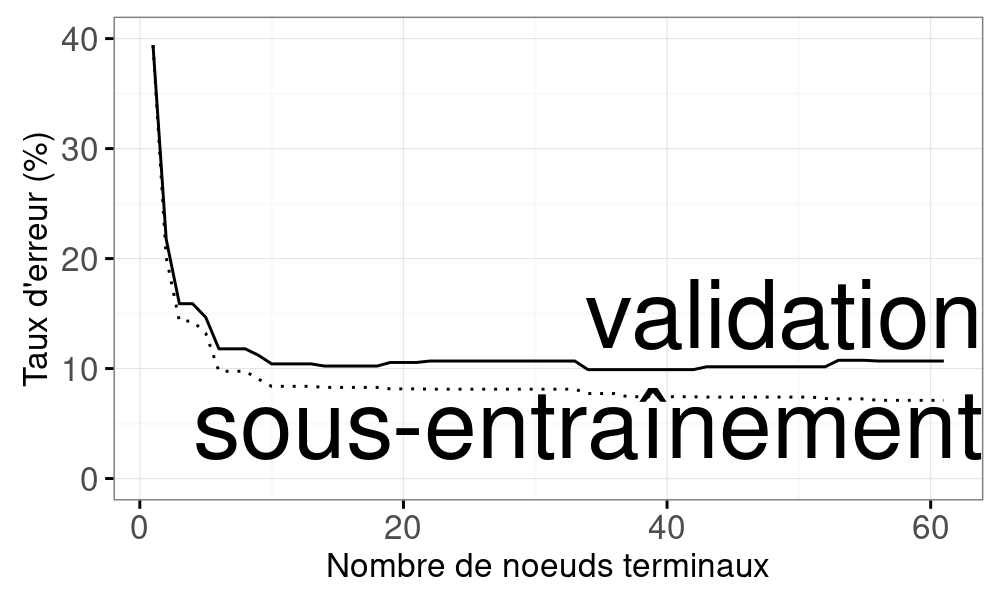 40
30
20
10
0
Taux d'erreur (%)
validation
sous-entraînement
0 20 40 60
Nombre de noeuds terminaux